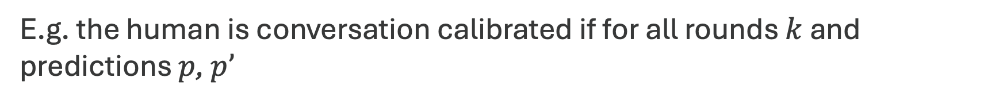 E.g. the human is conversation calibrated if for all rounds k and
predictions p, p’